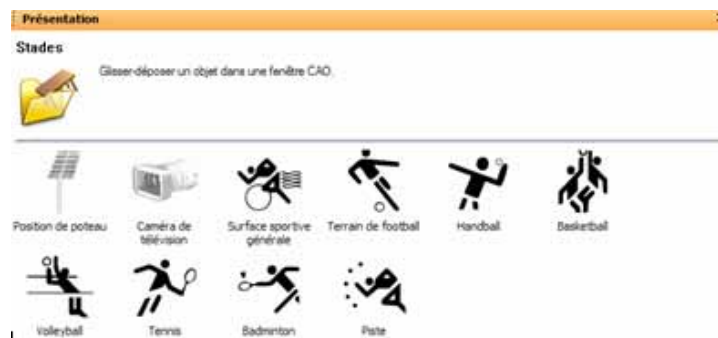 Présentation
Stades
Glisser-déposer un objet dans une fenêtre CAO.
Position de poteau
Caméra de télévision
Surface sportive générale
Terrain de football
Handball
Basketball
Volleyball
Tennis
Badminton
Piste